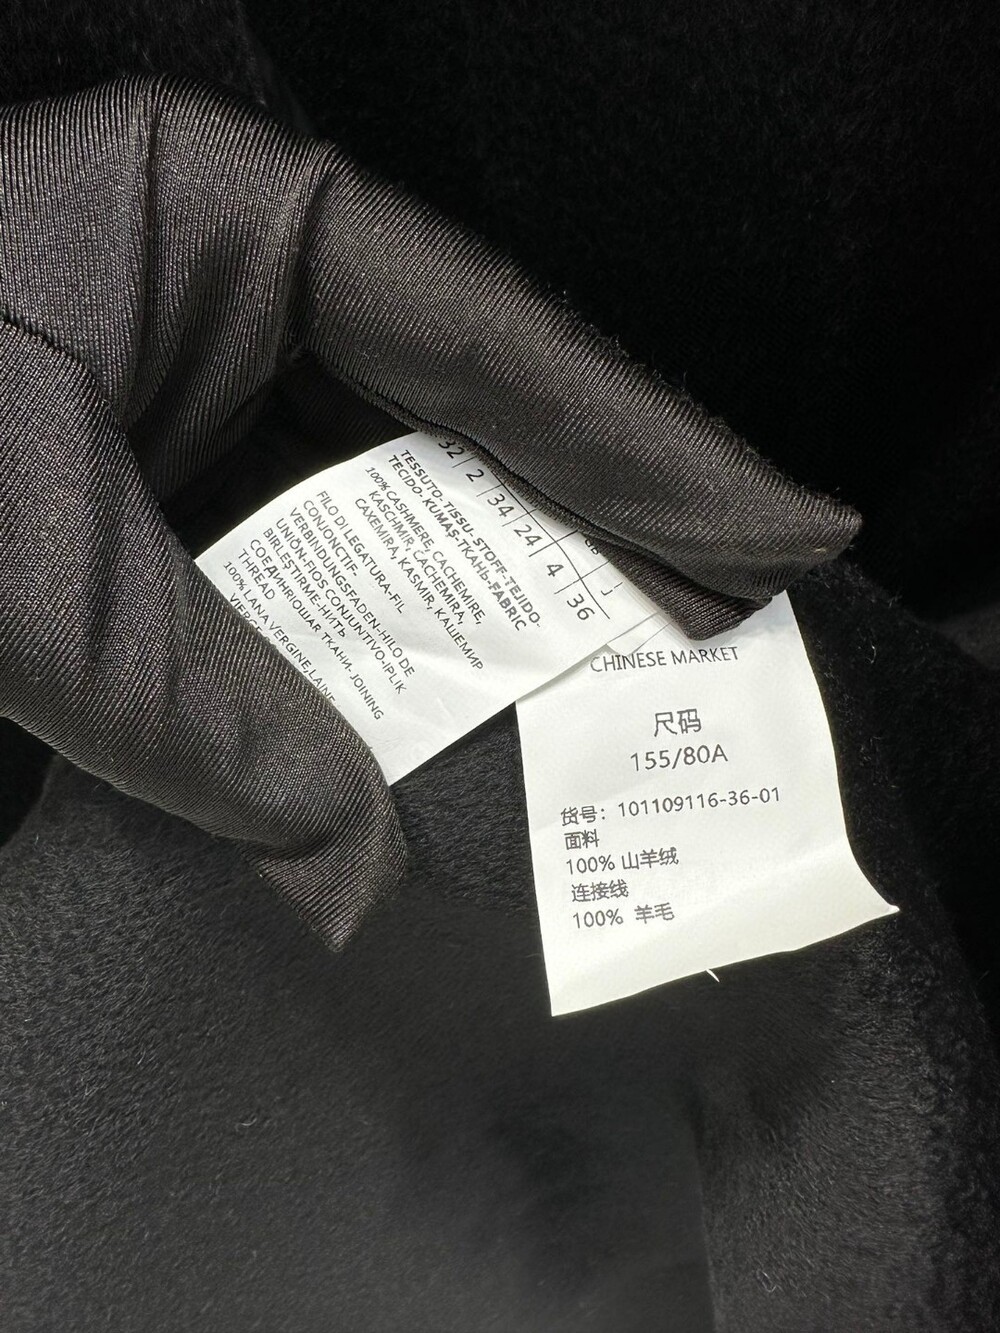 32 | 2 | 34 | 24 | 4 | 36
TESSUTO- TISSU- STOFF-TEJIDO-
TECIDO- KUMAŞ-ТКАНЬ-FABRIC
100% CASHMERE, CACHEMIRE,
KASCHMIR, CACHEMIRA,
CAXEMIRA, KASMIR, КАШЕМИР
FILO DI LEGATURA-FIL
CONJONCTIF-
VERBINDUNGSFADEN-HILO DE
UNIÓN-FIOS CONJUNTIVO-IPLIK
BIRLEŞTIRME-НИТЬ
СОЕДИНЯЮЩАЯ ТКАНИ- JOINING
THREAD
100% LANA VERGINE, LAINE
CHINESE MARKET
尺码
155/80A
货号：101109116-36-01
面料
100% 山羊绒
连接线
100% 羊毛